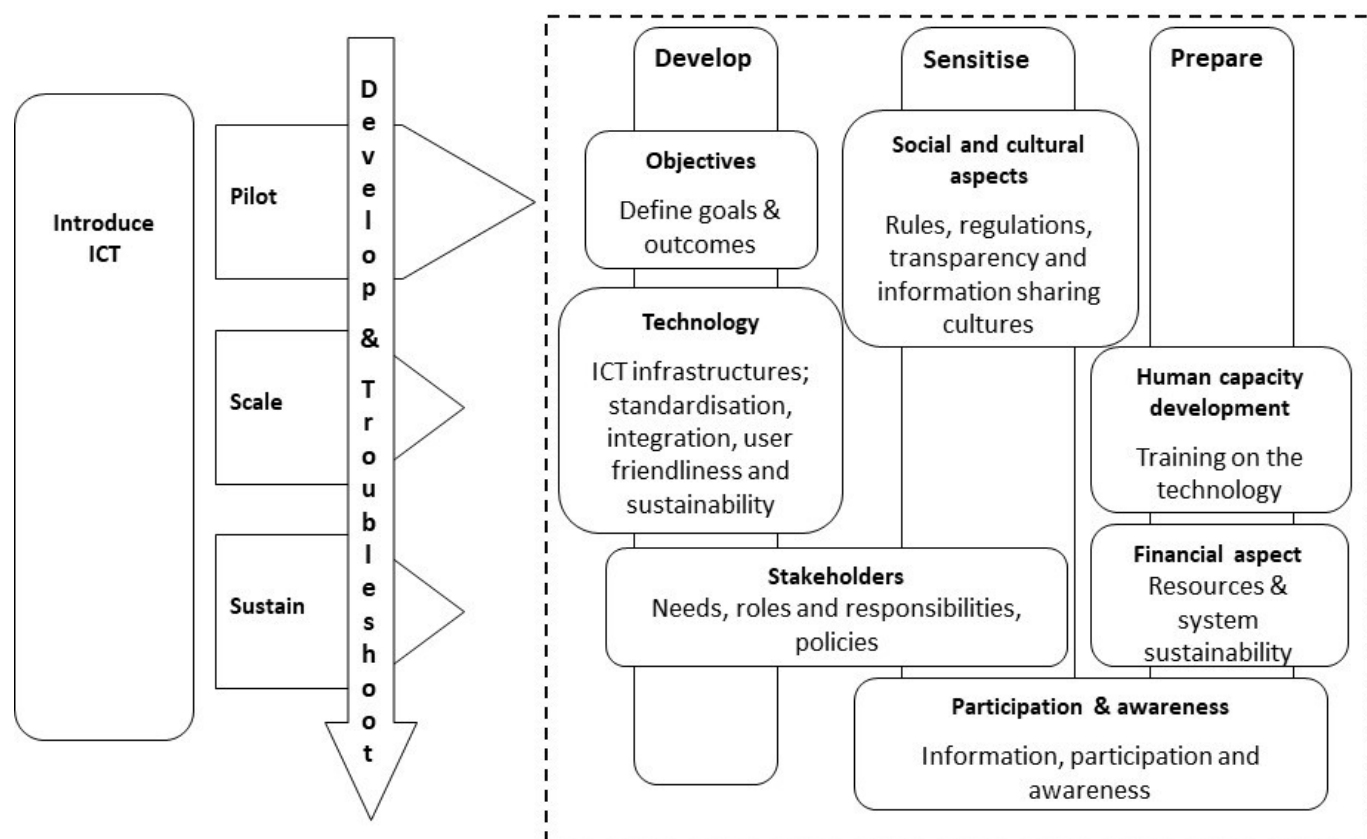 Introduce
ICT
Pilot
Scale
Sustain
Develop & Troubleshoot
Develop
Objectives
Define goals &
outcomes
Technology
ICT infrastructures;
standardisation,
integration, user
friendliness and
sustainability
Stakeholders
Needs, roles and responsibilities,
policies
Sensitise
Social and cultural
aspects
Rules, regulations,
transparency and
information sharing
cultures
Prepare
Human capacity
development
Training on the
technology
Financial aspect
Resources &
system
sustainability
Participation & awareness
Information, participation and
awareness